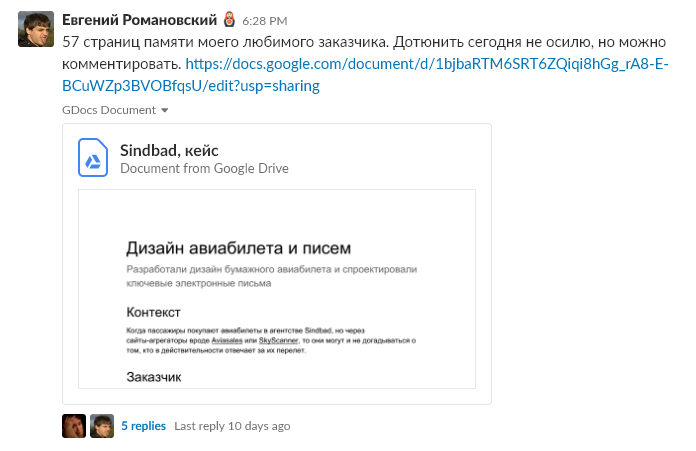 Евгений Романовский 6:28 PM
57 страниц памяти моего любимого заказчика. Дотюнить сегодня не осилю, но можно
комментировать. https://docs.google.com/document/d/1bjbaRTM6SRT6ZQiqi8hGg_rA8-E-
BCuWZp3BVOBfqsU/edit?usp=sharing
GDocs Document
Sindbad, кейс
Document from Google Drive
Дизайн авиабилета и писем
Разработали дизайн бумажного авиабилета и спроектировали
ключевые электронные письма
Контекст
Когда пассажиры покупают авиабилеты в агентстве Sindbad, но через
сайты-агрегаторы вроде Aviasales или SkyScanner, то они могут и не догадываться о
том, кто в действительности отвечает за их перелет.
Заказчик
5 replies Last reply 10 days ago